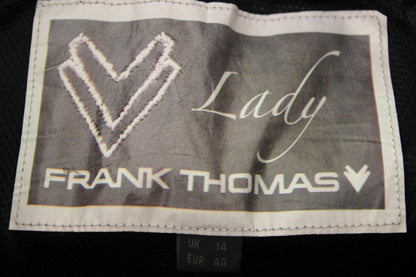 Lady
FRANK THOMAS
UK 14
EUR 40